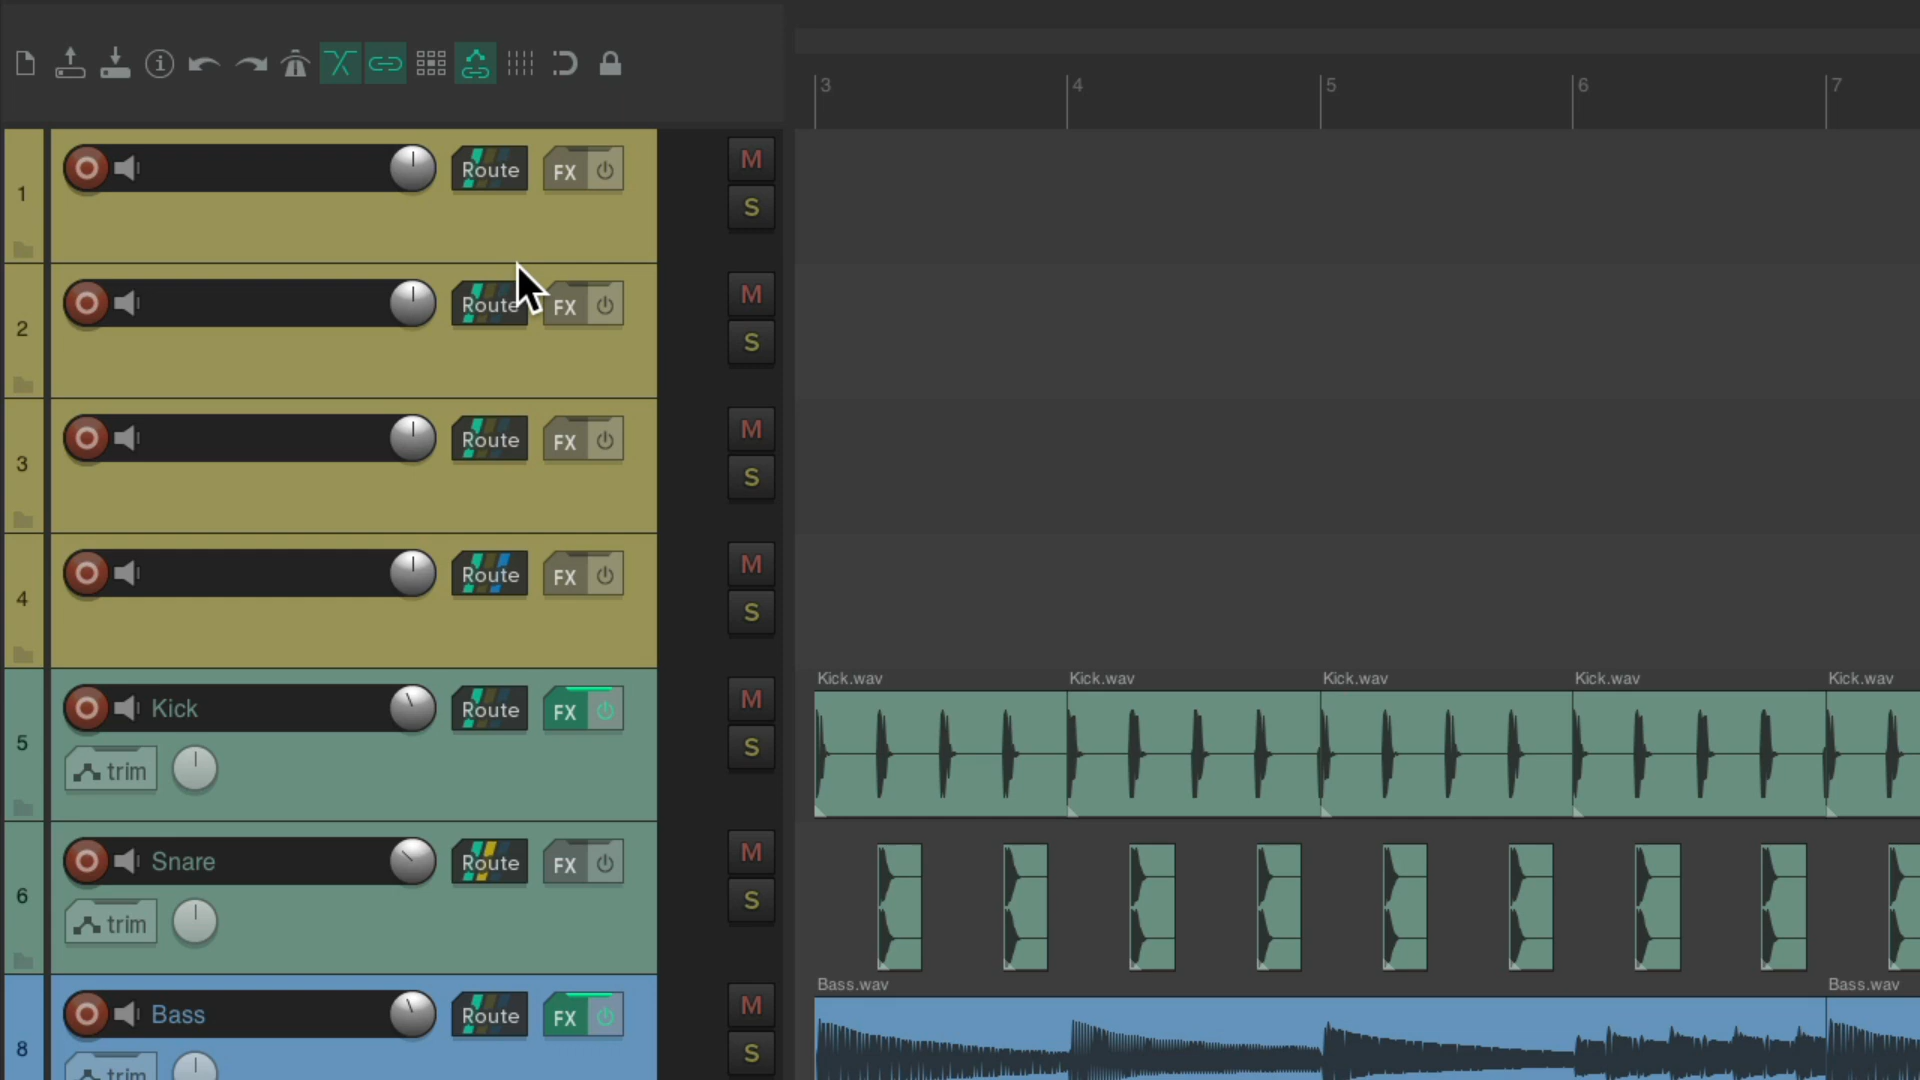 3 4 5 6 7
1 Route FX M
S
2 Route FX M
S
3 Route FX M
S
4 Route FX M
S
Kick.wav Kick.wav Kick.wav Kick.wav Kick.wav
5 Kick Route FX M
trim S
6 Snare Route FX M
trim S
Bass.wav Bass.wav
8 Bass Route FX M
trim S